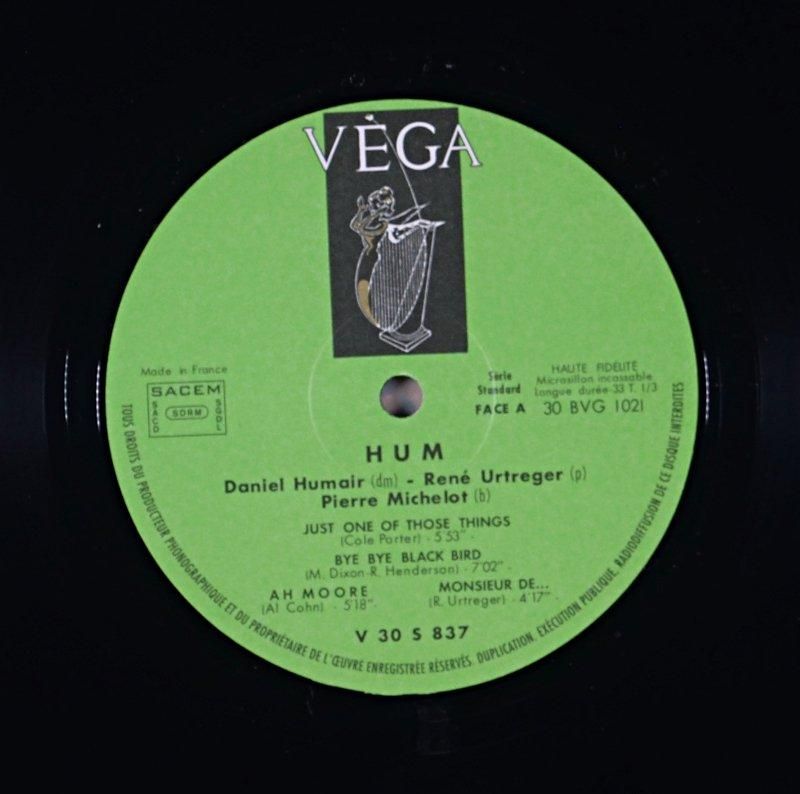 VÉGA
Made in France
SACEM
SACD
SDRM
SGDL
Série
Standard
FACE A
HAUTE FIDÉLITÉ
Microsillon incassable
Longue durée-33 T. 1/3
30 BVG 1021
HUM
Daniel Humair (dm) - René Urtreger (p)
Pierre Michelot (b)
JUST ONE OF THOSE THINGS
(Cole Porter) - 5'53" -
BYE BYE BLACK BIRD
(M. Dixon-R. Henderson) - 7'02" -
AH MOORE
(Al Cohn) - 5'18" -
MONSIEUR DE...
(R. Urtreger) - 4'17" -
V 30 S 837
TOUS DROITS DU PRODUCTEUR PHONOGRAPHIQUE ET DU PROPRIÉTAIRE DE L'ŒUVRE ENREGISTRÉE RÉSERVÉS. DUPLICATION, EXÉCUTION PUBLIQUE, RADIODIFFUSION DE CE DISQUE INTERDITES